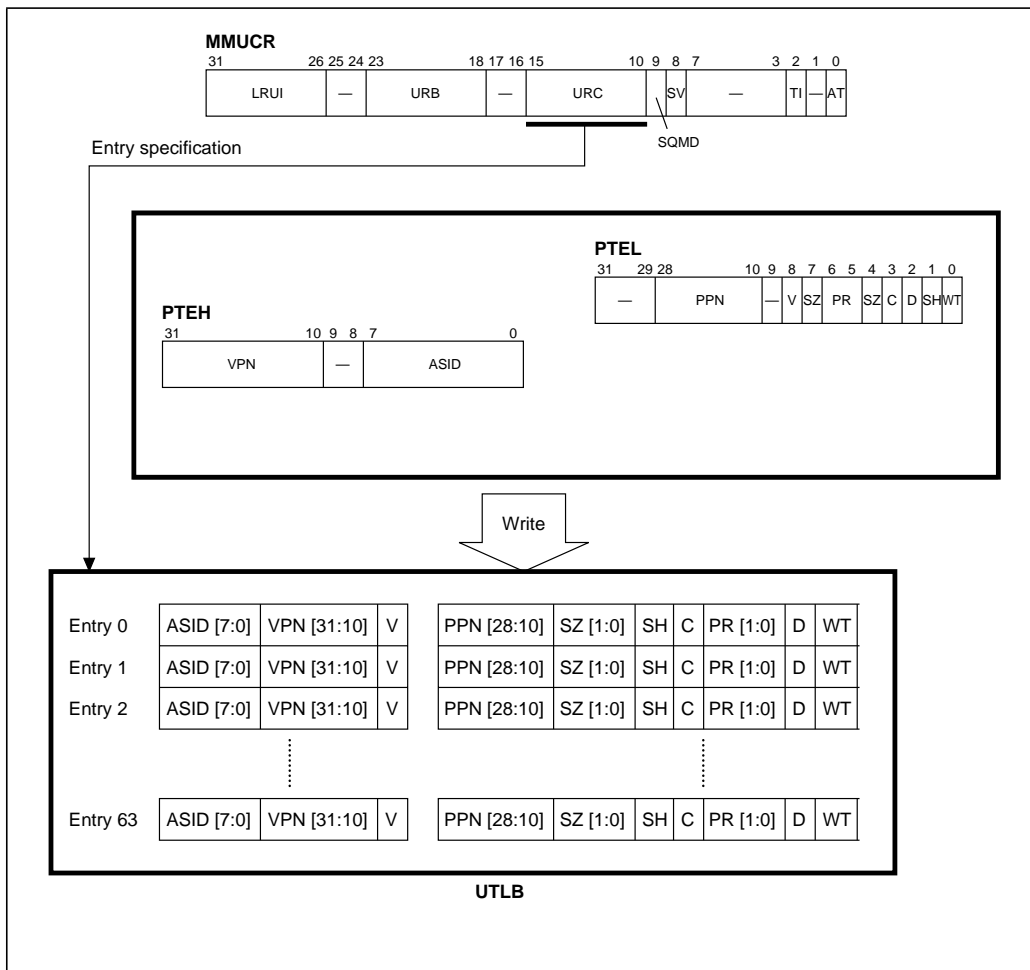 MMUCR
31 26 25 24 23 18 17 16 15 10 9 8 7 3 2 1 0
LRUI — URB — URC SV — TI — AT
SQMD
Entry specification
PTEL
31 29 28 10 9 8 7 6 5 4 3 2 1 0
— PPN — V SZ PR SZ C D SH WT
PTEH
31 10 9 8 7 0
VPN — ASID
Write
Entry 0 ASID [7:0] VPN [31:10] V PPN [28:10] SZ [1:0] SH C PR [1:0] D WT
Entry 1 ASID [7:0] VPN [31:10] V PPN [28:10] SZ [1:0] SH C PR [1:0] D WT
Entry 2 ASID [7:0] VPN [31:10] V PPN [28:10] SZ [1:0] SH C PR [1:0] D WT
Entry 63 ASID [7:0] VPN [31:10] V PPN [28:10] SZ [1:0] SH C PR [1:0] D WT
UTLB